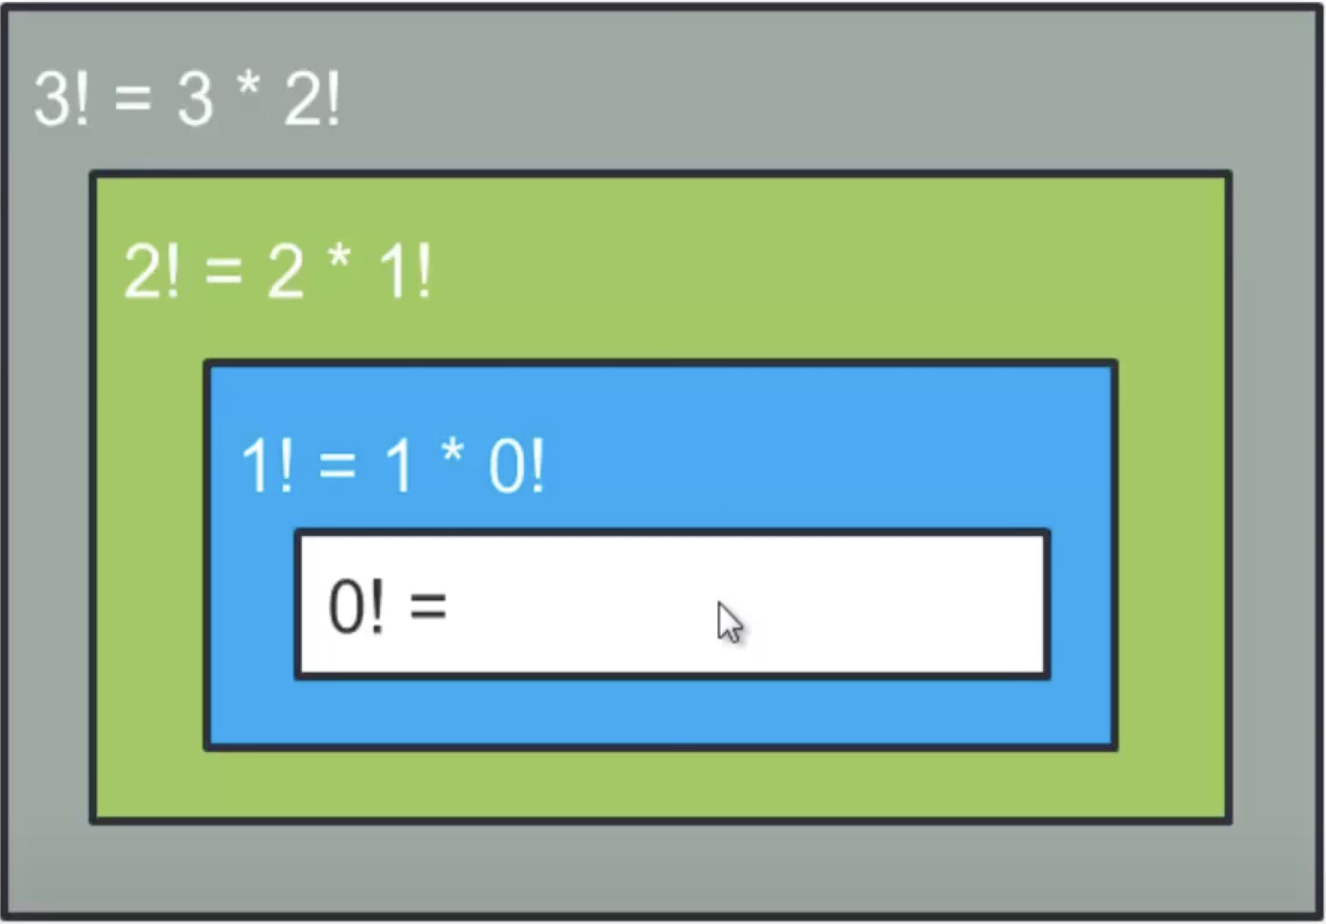 3! = 3 * 2!
2! = 2 * 1!
1! = 1 * 0!
0! =